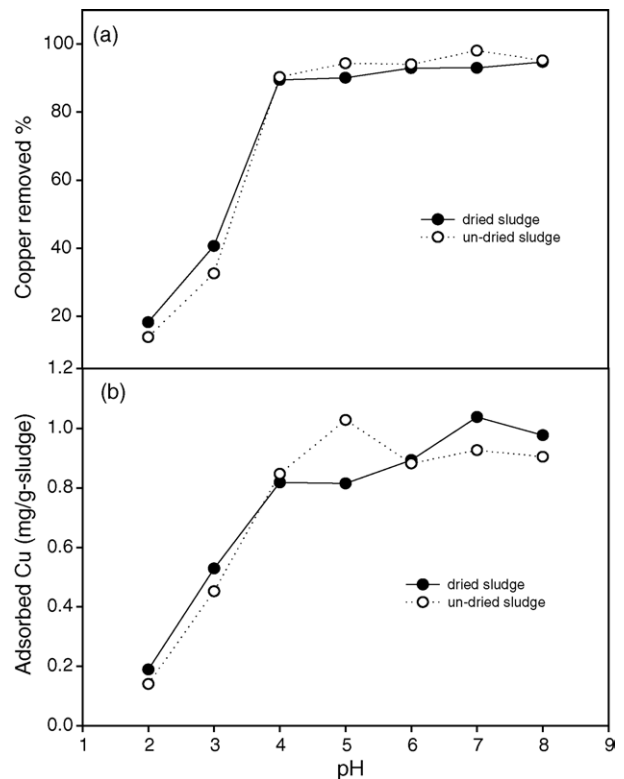 (a)
Copper removed %
100
80
60
40
20
dried sludge
un-dried sludge
(b)
Adsorbed Cu (mg/g-sludge)
1.2
1.0
0.8
0.6
0.4
0.2
0.0
dried sludge
un-dried sludge
1 2 3 4 5 6 7 8 9
pH